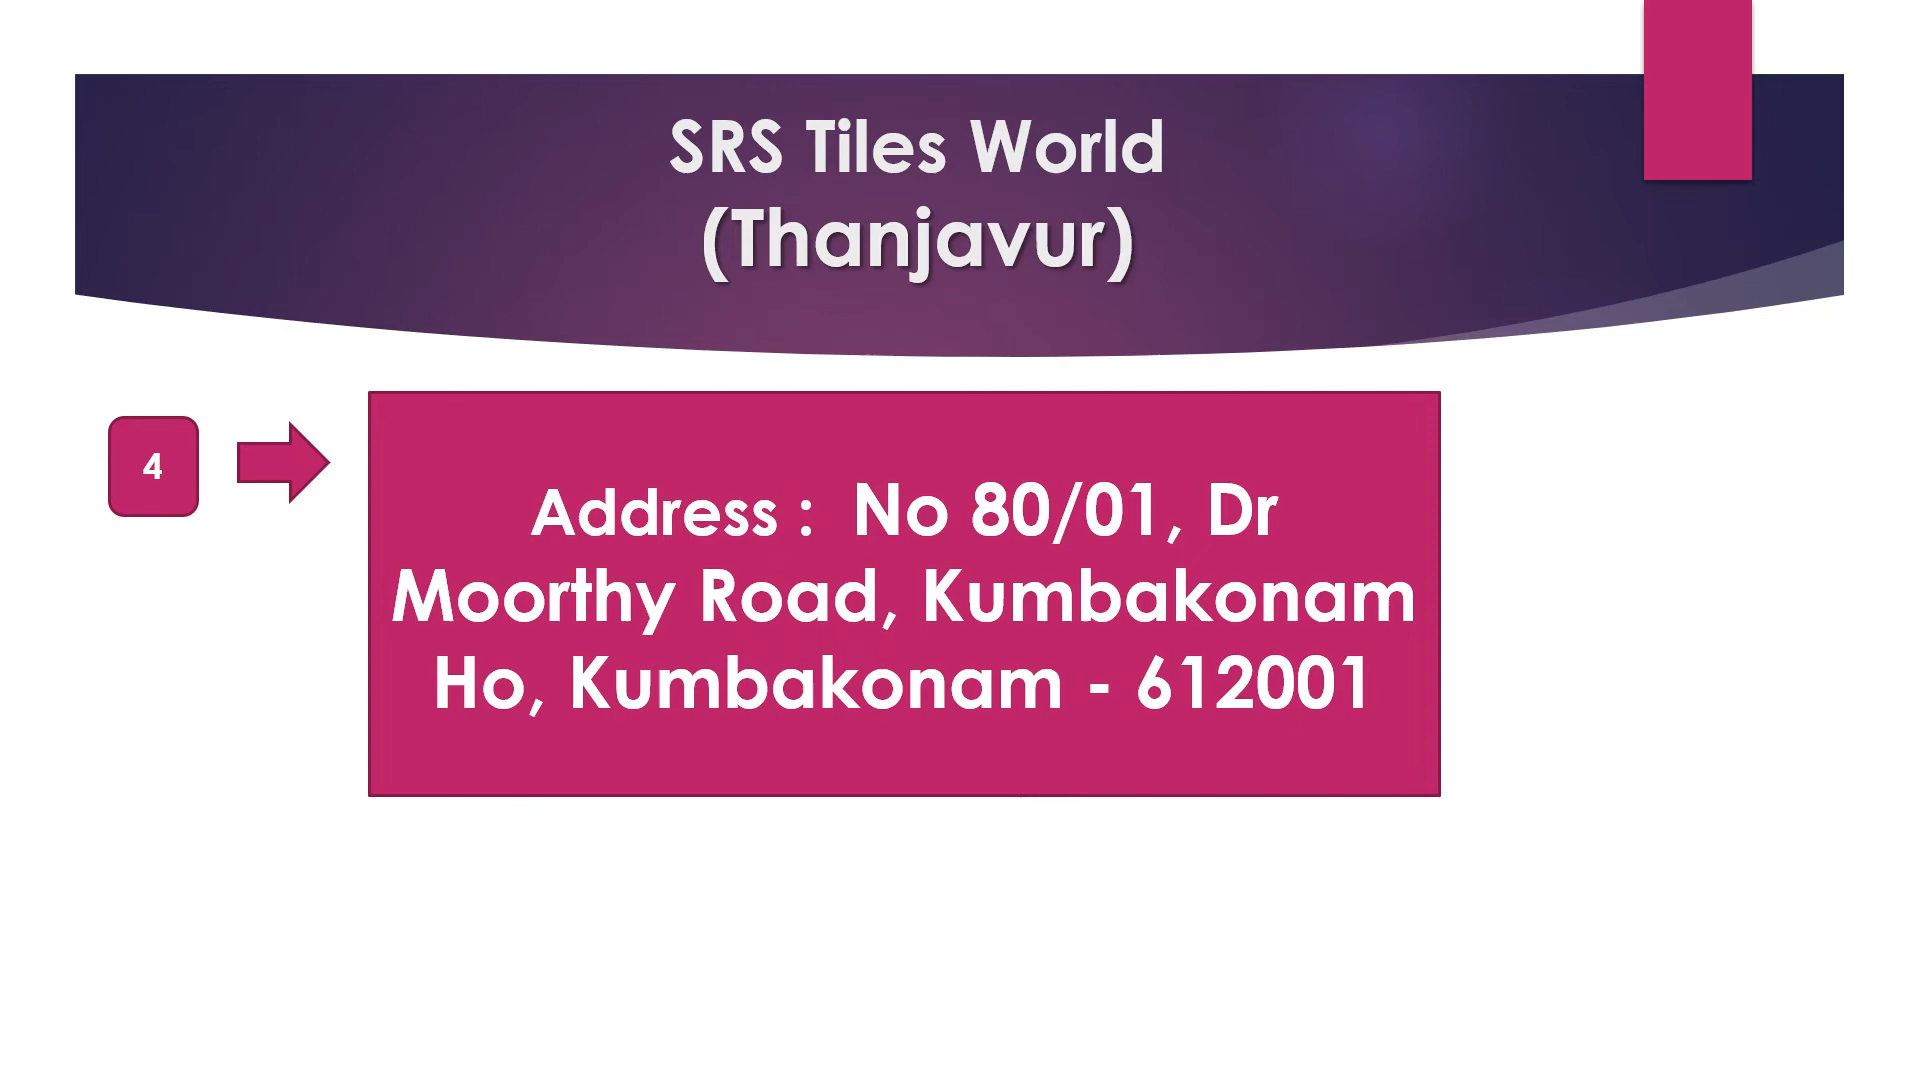 SRS Tiles World
(Thanjavur)
4
Address :  No 80/01, Dr
Moorthy Road, Kumbakonam
Ho, Kumbakonam - 612001